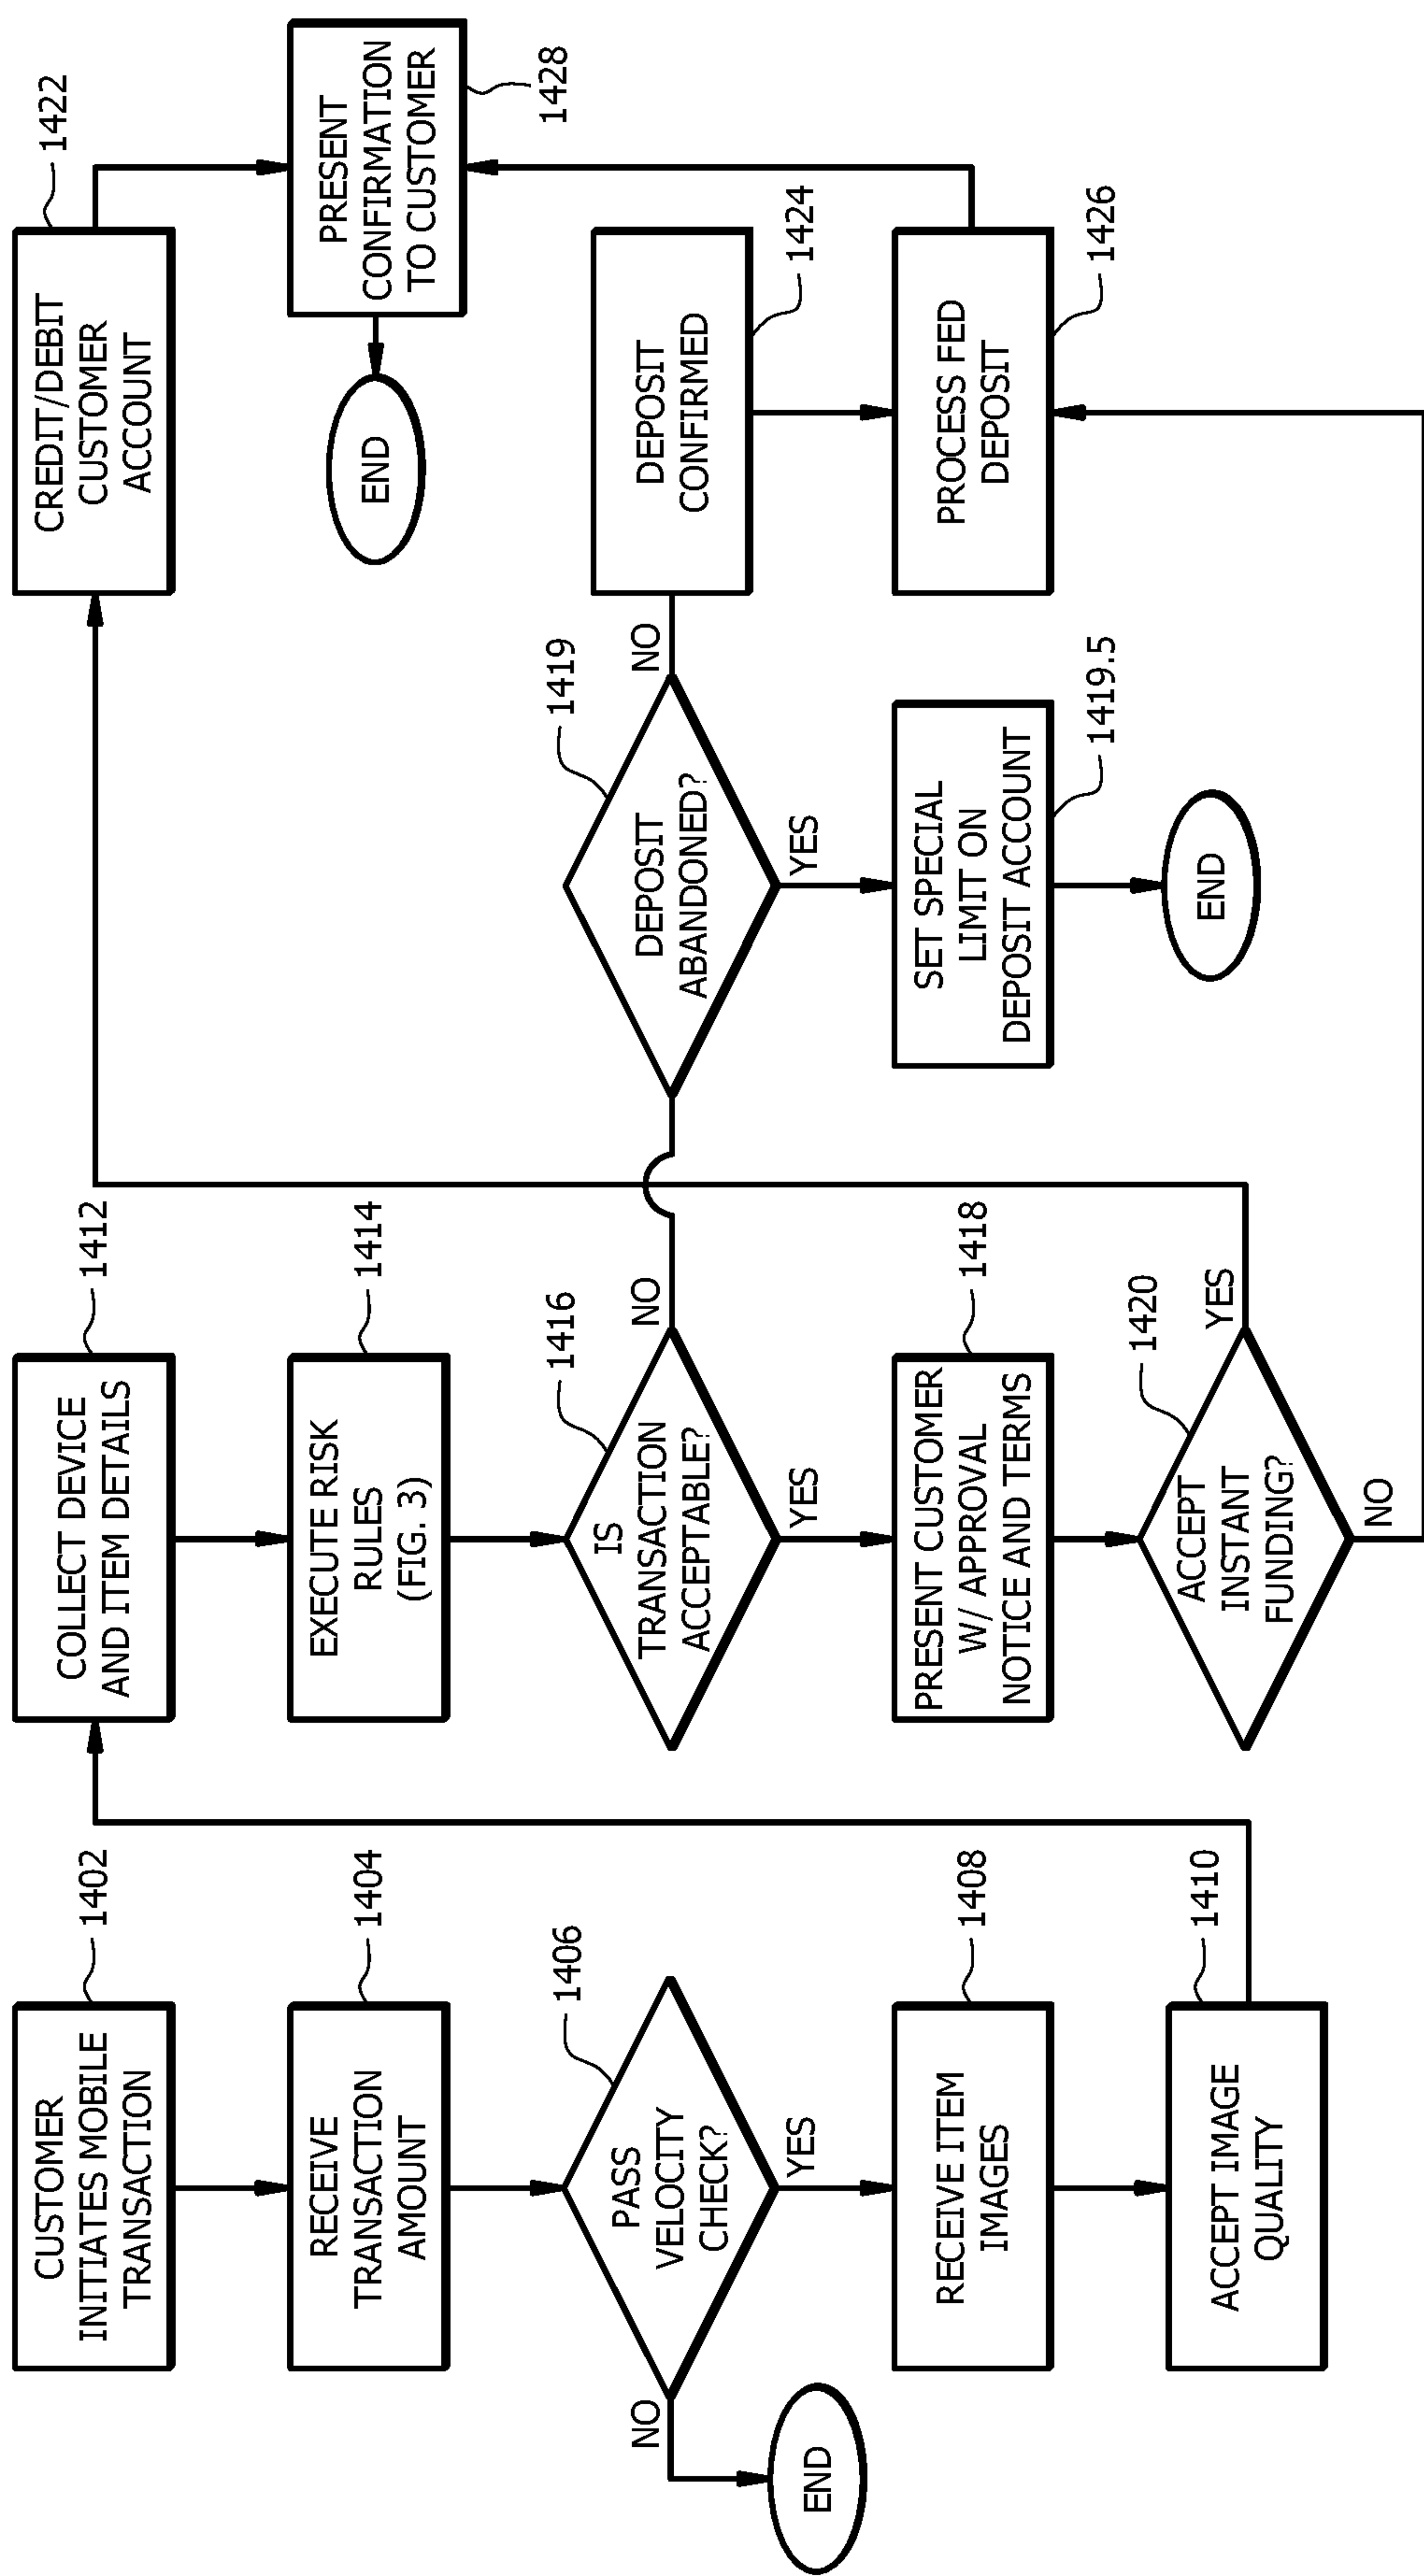 CUSTOMER
INITIATES MOBILE
TRANSACTION
1402
RECEIVE
TRANSACTION
AMOUNT
1404
PASS
VELOCITY
CHECK?
1406
NO
END
YES
RECEIVE ITEM
IMAGES
1408
ACCEPT IMAGE
QUALITY
1410
COLLECT DEVICE
AND ITEM DETAILS
1412
EXECUTE RISK
RULES
(FIG. 3)
1414
IS
TRANSACTION
ACCEPTABLE?
1416
NO
YES
PRESENT CUSTOMER
W/ APPROVAL
NOTICE AND TERMS
1418
ACCEPT
INSTANT
FUNDING?
1420
YES
NO
DEPOSIT
ABANDONED?
1419
NO
YES
SET SPECIAL
LIMIT ON
DEPOSIT ACCOUNT
1419.5
END
CREDIT/DEBIT
CUSTOMER
ACCOUNT
1422
PRESENT
CONFIRMATION
TO CUSTOMER
1428
END
DEPOSIT
CONFIRMED
1424
PROCESS FED
DEPOSIT
1426